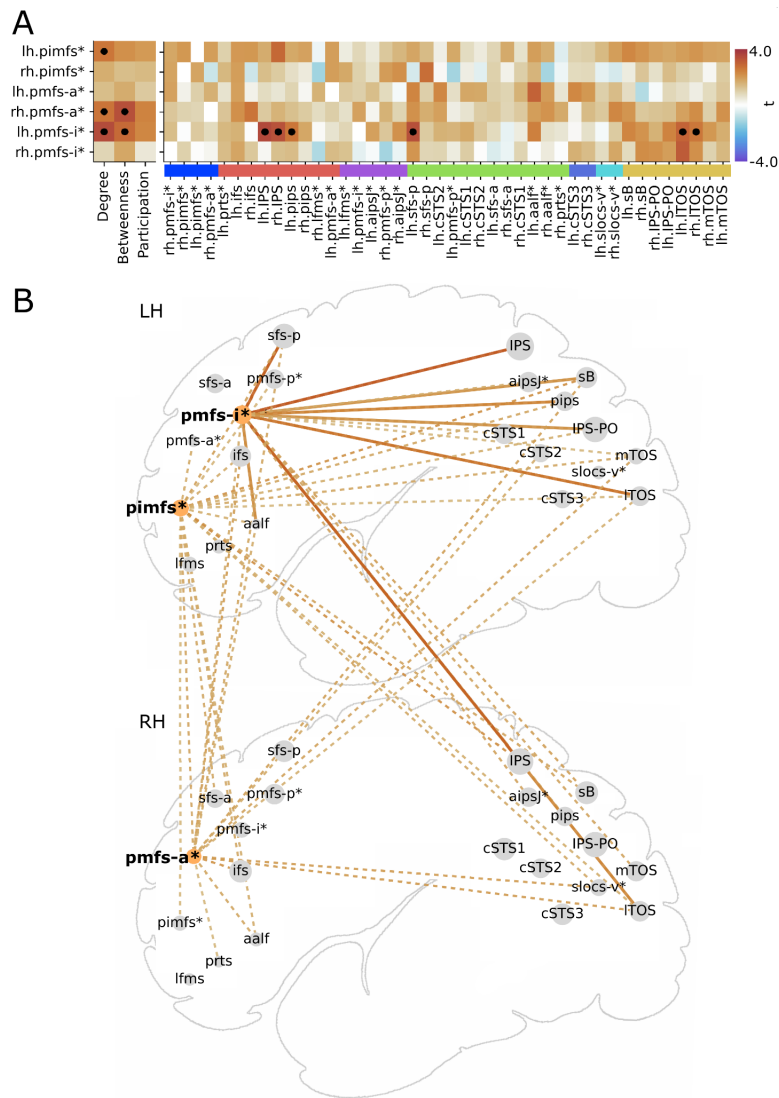 A
lh.pimfs*
rh.pimfs*
lh.pmfs-a*
rh.pmfs-a*
lh.pmfs-i*
rh.pmfs-i*
4.0
t
-4.0
Degree
Betweenness
Participation
rh.pmfs-i*
rh.pimfs*
lh.pimfs*
rh.pmfs-a*
lh.prts*
lh.ifs
rh.ifs
lh.IPS
rh.IPS
lh.pips
rh.pips
rh.lfms*
lh.pmfs-a*
lh.lfms*
lh.pmfs-i*
lh.aipsJ*
rh.pmfs-p*
rh.aipsJ*
lh.sfs-p
rh.sfs-p
lh.cSTS2
lh.pmfs-p*
lh.cSTS1
rh.cSTS2
lh.sfs-a
rh.sfs-a
rh.cSTS1
lh.aalf*
rh.aalf*
rh.prts*
lh.cSTS3
rh.cSTS3
lh.slocs-v*
rh.slocs-v*
lh.sB
rh.sB
rh.IPS-PO
lh.IPS-PO
lh.lTOS
rh.lTOS
rh.mTOS
lh.mTOS
B
LH
sfs-p
IPS
sfs-a
pmfs-p*
aipsJ*
sB
pips
pmfs-i*
IPS-PO
cSTS1
pmfs-a*
ifs
cSTS2
mTOS
slocs-v*
pimfs*
cSTS3
lTOS
aalf
prts
lfms
RH
sfs-p
IPS
sfs-a
pmfs-p*
aipsJ*
sB
pips
pmfs-i*
IPS-PO
cSTS1
pmfs-a*
ifs
cSTS2
mTOS
slocs-v*
pimfs*
cSTS3
lTOS
aalf
prts
lfms